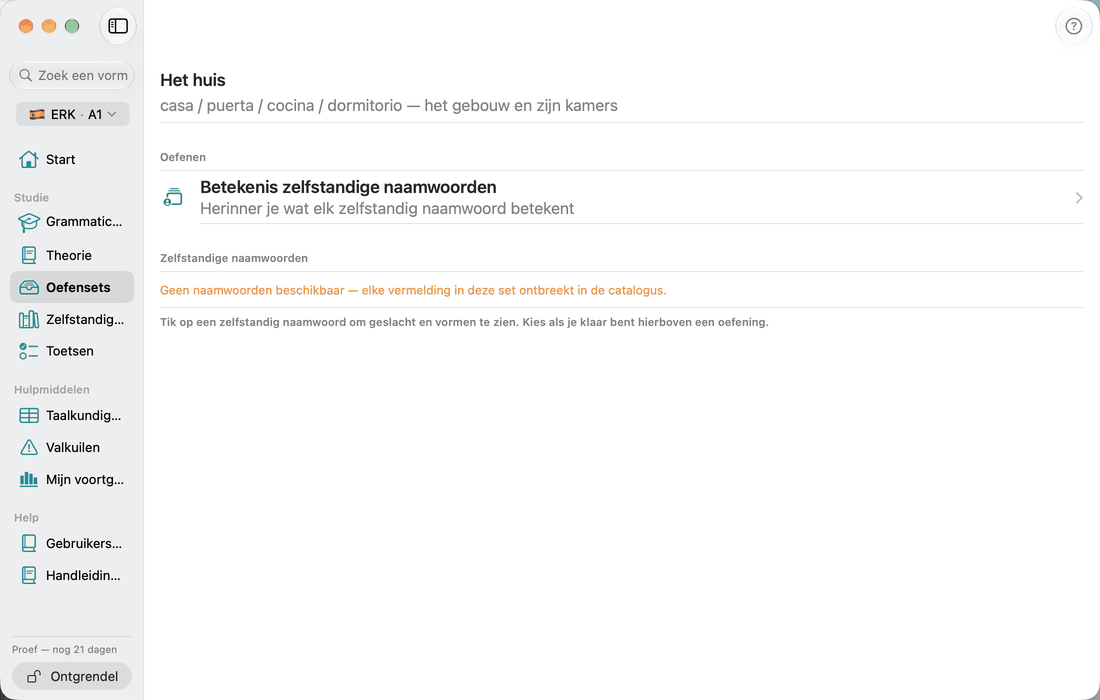 Zoek een vorm
ERK · A1
Start
Studie
Grammatic...
Theorie
Oefensets
Zelfstandig...
Toetsen
Hulpmiddelen
Taalkundig...
Valkuilen
Mijn voortg...
Help
Gebruikers...
Handleidin...
Proef — nog 21 dagen
Ontgrendel
Het huis
casa / puerta / cocina / dormitorio — het gebouw en zijn kamers
Oefenen
Betekenis zelfstandige naamwoorden
Herinner je wat elk zelfstandig naamwoord betekent
Zelfstandige naamwoorden
Geen naamwoorden beschikbaar — elke vermelding in deze set ontbreekt in de catalogus.
Tik op een zelfstandig naamwoord om geslacht en vormen te zien. Kies als je klaar bent hierboven een oefening.